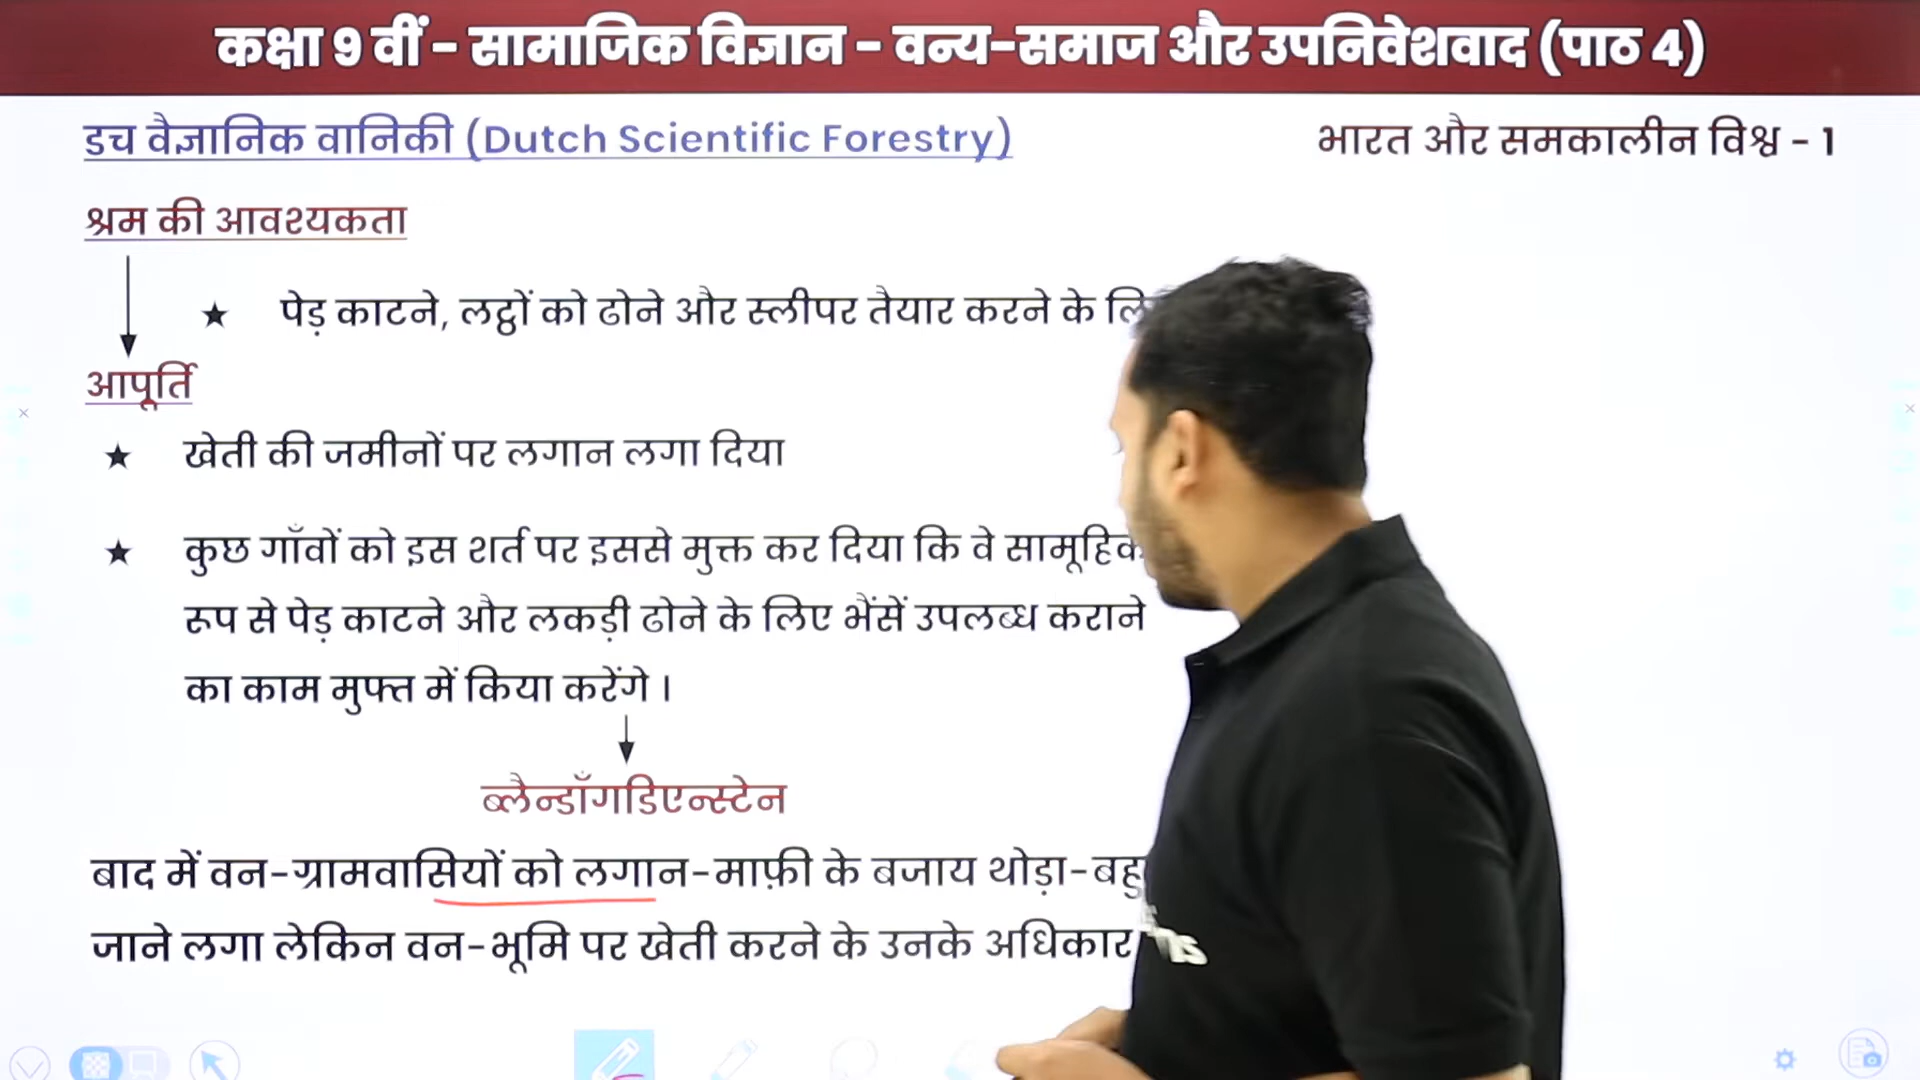 कक्षा 9 वीं - सामाजिक विज्ञान - वन्य-समाज और उपनिवेशवाद (पाठ 4)
डच वैज्ञानिक वानिकी (Dutch Scientific Forestry)
भारत और समकालीन विश्व - 1
श्रम की आवश्यकता
★ पेड़ काटने, लट्ठों को ढोने और स्लीपर तैयार करने के
आपूर्ति
★ खेती की जमीनों पर लगान लगा दिया
★ कुछ गाँवों को इस शर्त पर इससे मुक्त कर दिया कि वे सामूहिक
रूप से पेड़ काटने और लकड़ी ढोने के लिए भैंसें उपलब्ध कराने
का काम मुफ्त में किया करेंगे ।
ब्लैन्डाँगडिएन्स्टेन
बाद में वन-ग्रामवासियों को लगान-माफ़ी के बजाय थोड़ा-
जाने लगा लेकिन वन-भूमि पर खेती करने के उनके अधिकार